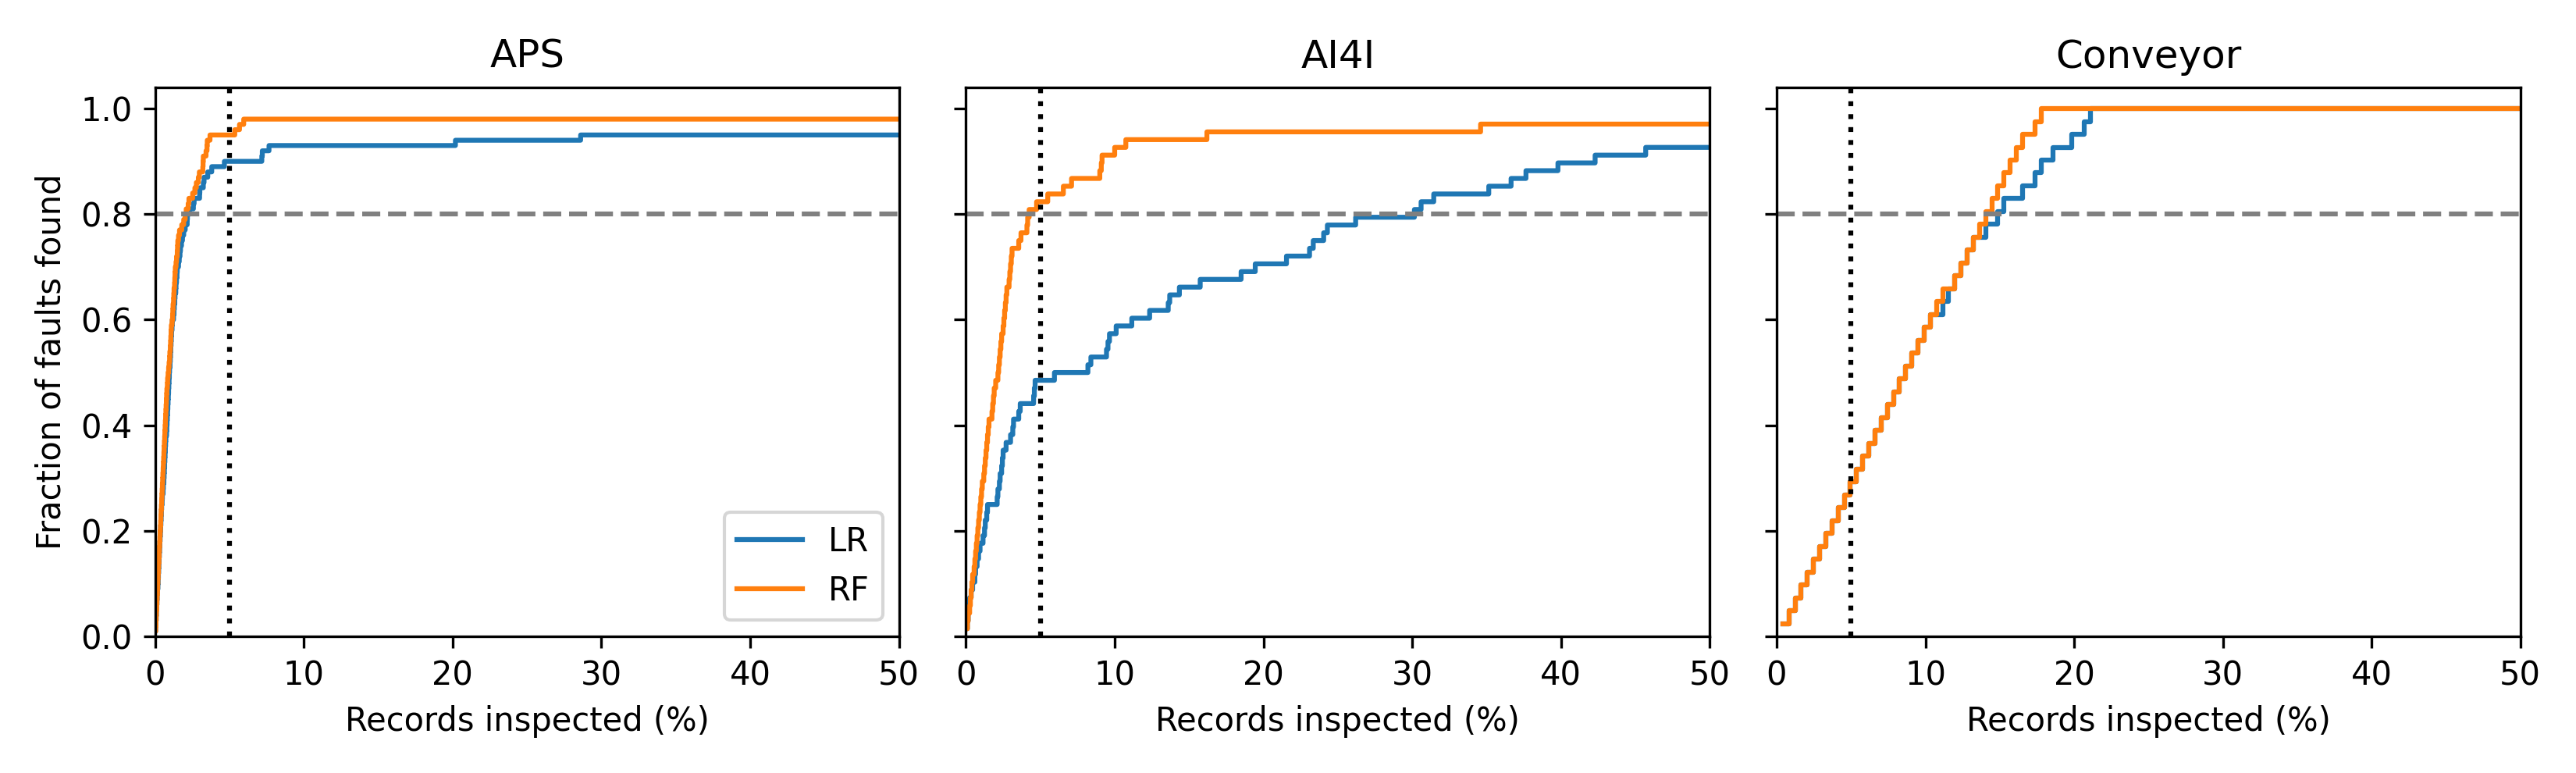 APS
AI4I
Conveyor
Fraction of faults found
1.0
0.8
0.6
0.4
0.2
0.0
LR
RF
0 10 20 30 40 50
0 10 20 30 40 50
0 10 20 30 40 50
Records inspected (%)
Records inspected (%)
Records inspected (%)